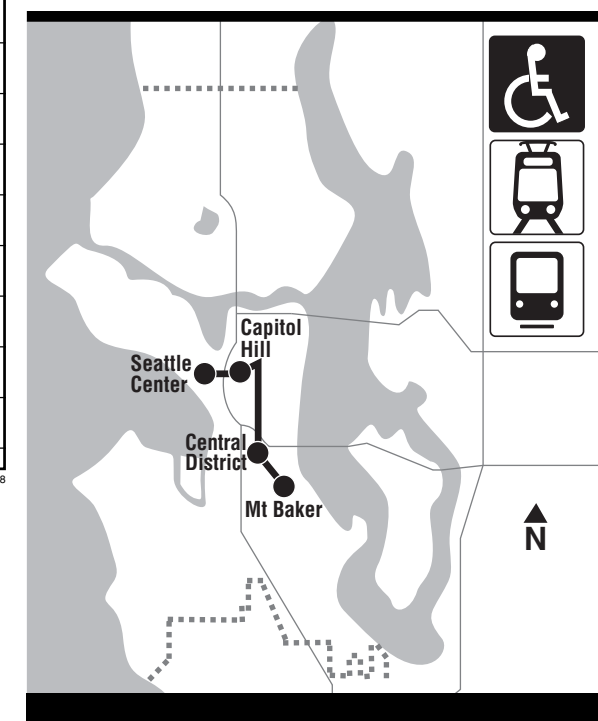 Capitol
Hill
Seattle
Center
Central
District
Mt Baker
N
8